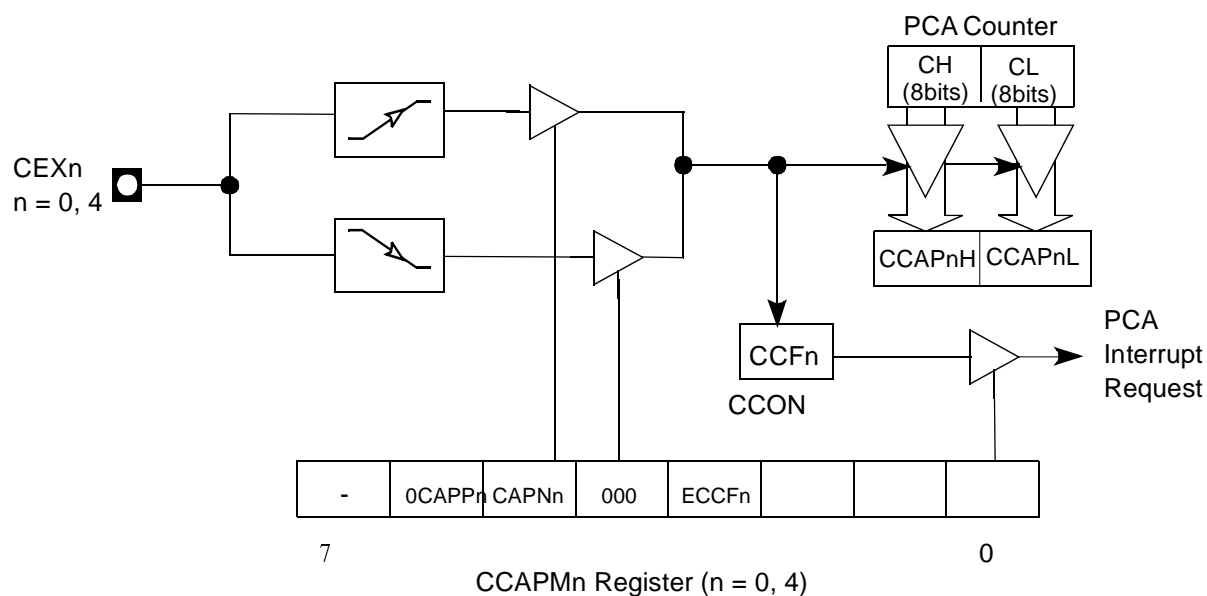 PCA Counter
CH
(8bits)
CL
(8bits)
CEXn
n = 0, 4
CCAPnH
CCAPnL
CCFn
CCON
PCA
Interrupt
Request
-
0CAPPn
CAPNn
000
ECCFn
7
0
CCAPMn Register (n = 0, 4)